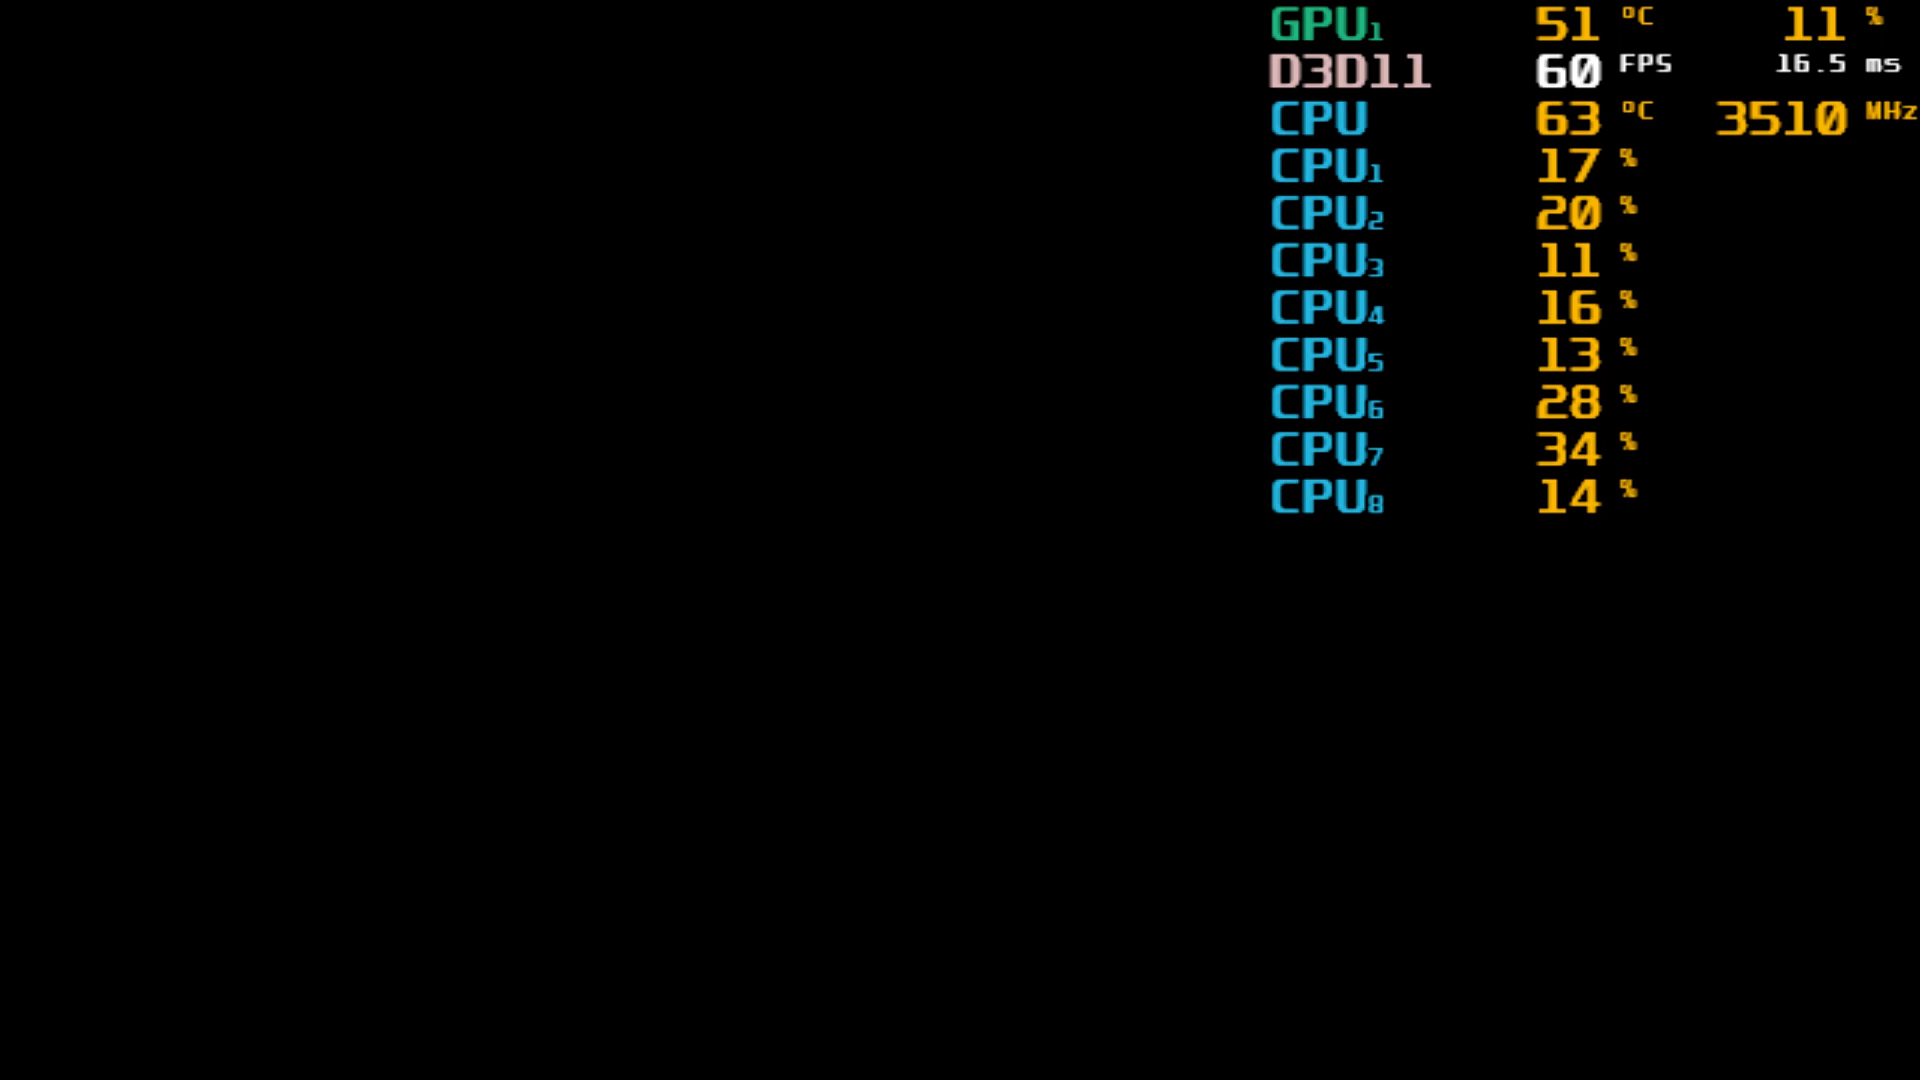 GPU1 51 °C 11 %
D3D11 60 FPS 16.5 ms
CPU 63 °C 3510 MHz
CPU1 17 %
CPU2 20 %
CPU3 11 %
CPU4 16 %
CPU5 13 %
CPU6 28 %
CPU7 34 %
CPU8 14 %